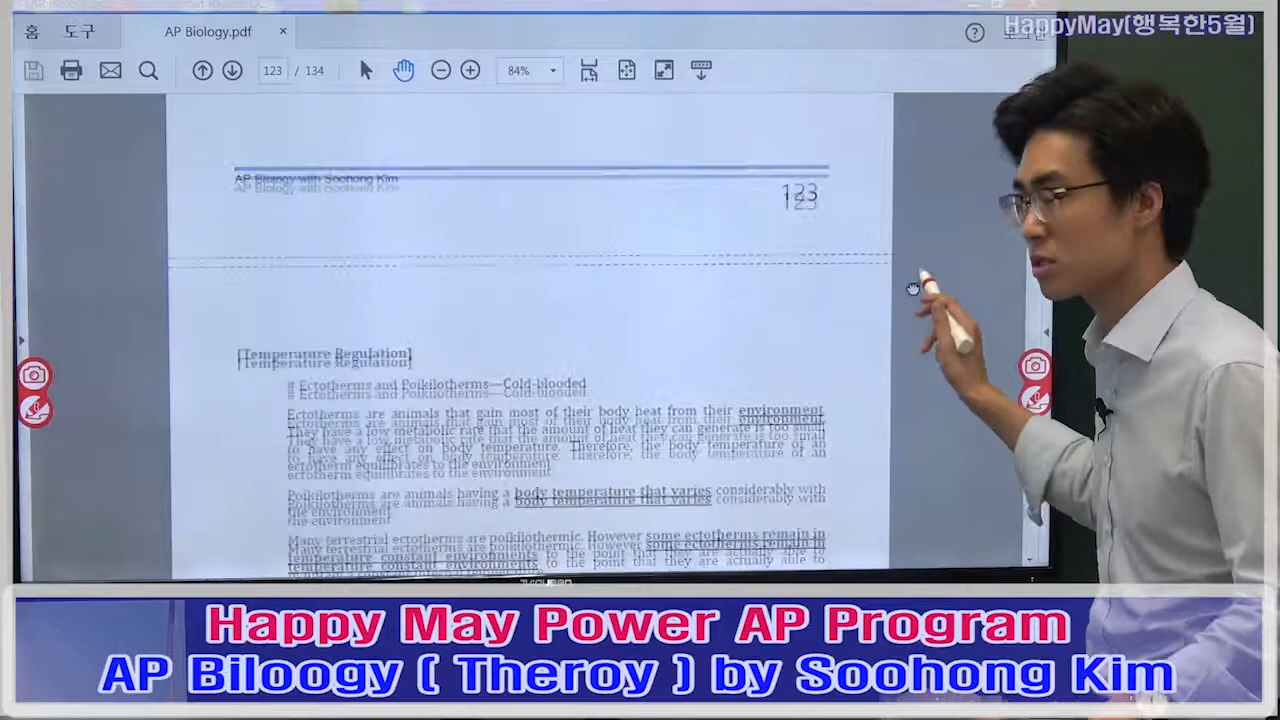 홈 도구 AP Biology.pdf ×
HappyMay(행복한5월)
123 / 134 84%
AP Biology with Soohong Kim
123
[Temperature Regulation]
# Ectotherms and Poikilotherms—Cold-blooded
Ectotherms are animals that gain most of their body heat from their environment.
They have a low metabolic rate that the amount of heat they can generate is too small
to have any effect on body temperature. Therefore, the body temperature of an
ectotherm equilibrates to the environment.
Poikilotherms are animals having a body temperature that varies considerably with
the environment.
Many terrestrial ectotherms are poikilothermic. However some ectotherms remain in
temperature constant environments to the point that they are actually able to
Happy May Power AP Program
AP Biloogy ( Theroy ) by Soohong Kim